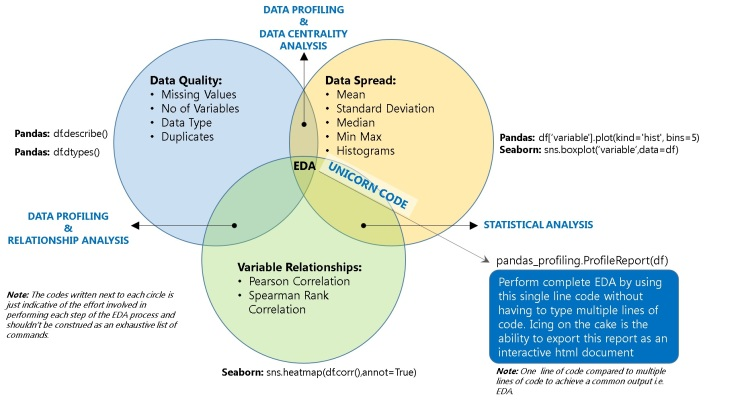 DATA PROFILING
&
DATA CENTRALITY
ANALYSIS
Data Quality:
• Missing Values
• No of Variables
• Data Type
• Duplicates
Data Spread:
• Mean
• Standard Deviation
• Median
• Min Max
• Histograms
Pandas: df.describe()
Pandas: df.dtypes()
Pandas: df['variable'].plot(kind='hist', bins=5)
Seaborn: sns.boxplot('variable',data=df)
EDA
UNICORN CODE
DATA PROFILING
&
RELATIONSHIP ANALYSIS
STATISTICAL ANALYSIS
Variable Relationships:
• Pearson Correlation
• Spearman Rank
Correlation
pandas_profiling.ProfileReport(df)
Perform complete EDA by using
this single line code without
having to type multiple lines of
code. Icing on the cake is the
ability to export this report as an
interactive html document
Note: The codes written next to each circle is
just indicative of the effort involved in
performing each step of the EDA process and
shouldn't be construed as an exhaustive list of
commands.
Seaborn: sns.heatmap(df.corr(),annot=True)
Note: One line of code compared to multiple
lines of code to achieve a common output i.e.
EDA.